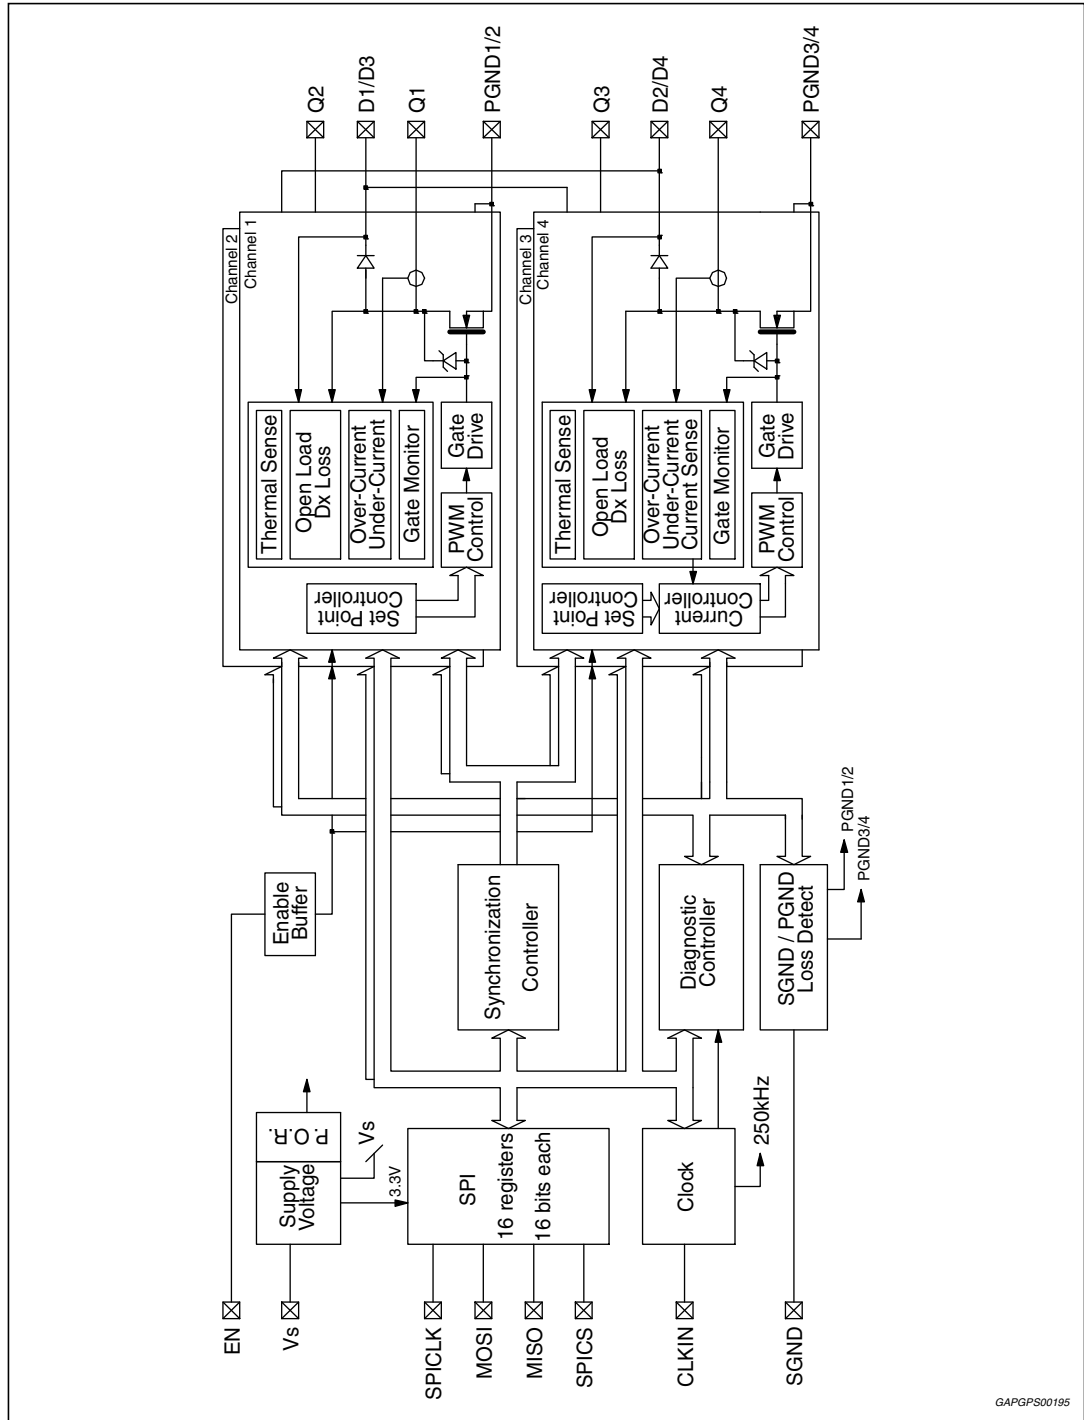 Q2
D1/D3
Q1
PGND1/2
Q3
D2/D4
Q4
PGND3/4
Channel 2
Channel 1
Thermal Sense
Open Load
Dx Loss
Over-Current
Under-Current
Gate Monitor
Gate
Drive
PWM
Control
Set Point
Controller
Channel 3
Channel 4
Thermal Sense
Open Load
Dx Loss
Over-Current
Under-Current
Current Sense
Gate Monitor
Gate
Drive
PWM
Control
Set Point
Controller
Current
Controller
Enable
Buffer
Synchronization
Controller
Diagnostic
Controller
SGND / PGND
Loss Detect
PGND1/2
PGND3/4
P.O.R.
Supply
Voltage
Vs
3.3V
SPI
16 registers
16 bits each
Clock
250kHz
EN
Vs
SPICLK
MOSI
MISO
SPICS
CLKIN
SGND
GAPGPS00195